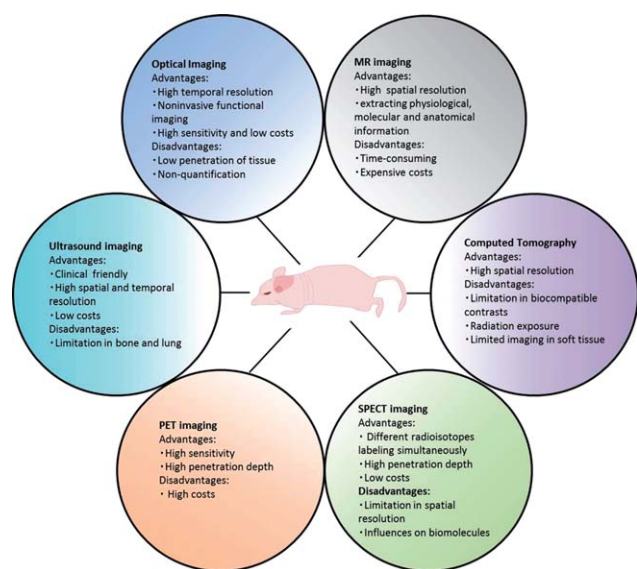 Optical Imaging
Advantages:
・High temporal resolution
・Noninvasive functional
imaging
・High sensitivity and low costs
Disadvantages:
・Low penetration of tissue
・Non-quantification
MR imaging
Advantages:
・High spatial resolution
・extracting physiological,
molecular and anatomical
information
Disadvantages:
・Time-consuming
・Expensive costs
Ultrasound imaging
Advantages:
・Clinical friendly
・High spatial and temporal
resolution
・Low costs
Disadvantages:
・Limitation in bone and lung
Computed Tomography
Advantages:
・High spatial resolution
Disadvantages:
・Limitation in biocompatible
contrasts
・Radiation exposure
・Limited imaging in soft tissue
PET imaging
Advantages:
・High sensitivity
・High penetration depth
Disadvantages:
・High costs
SPECT imaging
Advantages:
・Different radioisotopes
labeling simultaneously
・High penetration depth
・Low costs
Disadvantages:
・Limitation in spatial
resolution
・Influences on biomolecules